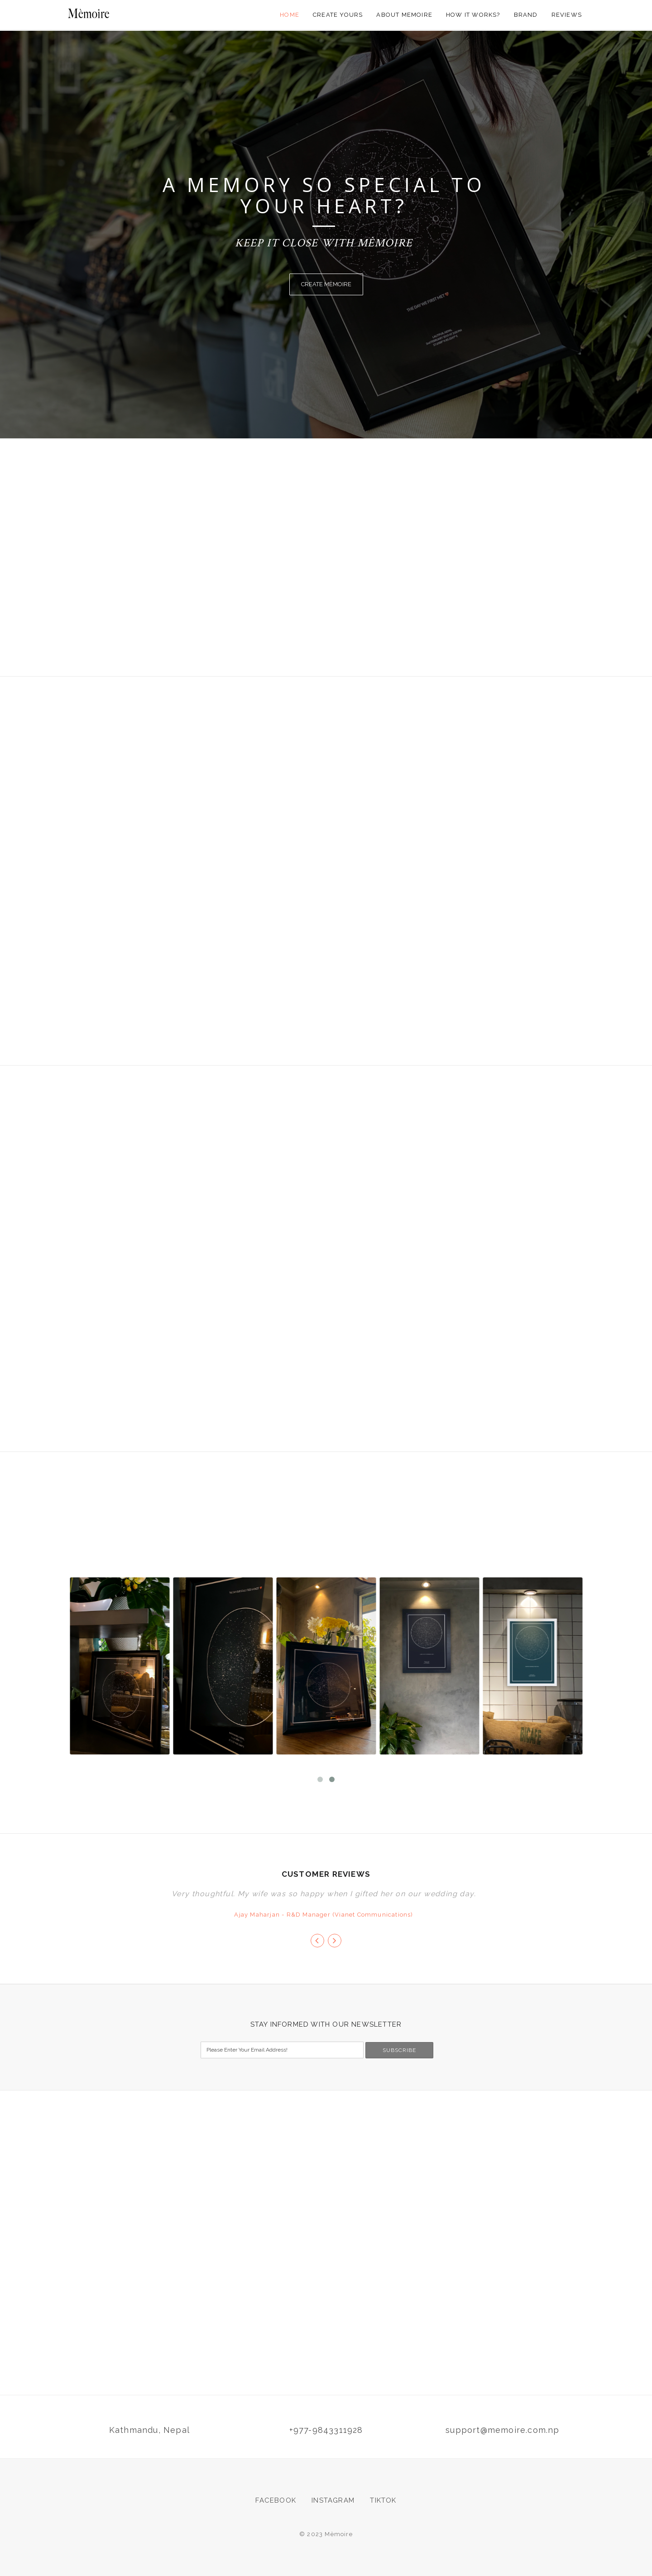 Mèmoire
HOME CREATE YOURS ABOUT MEMOIRE HOW IT WORKS? BRAND REVIEWS
A MEMORY SO SPECIAL TO
YOUR HEART?
KEEP IT CLOSE WITH MÈMOIRE
CREATE MÈMOIRE
CUSTOMER REVIEWS
Very thoughtful. My wife was so happy when I gifted her on our wedding day.
Ajay Maharjan - R&D Manager (Vianet Communications)
STAY INFORMED WITH OUR NEWSLETTER
Please Enter Your Email Address!
SUBSCRIBE
Kathmandu, Nepal
+977-9843311928
support@memoire.com.np
FACEBOOK INSTAGRAM TIKTOK
© 2023 Mèmoire